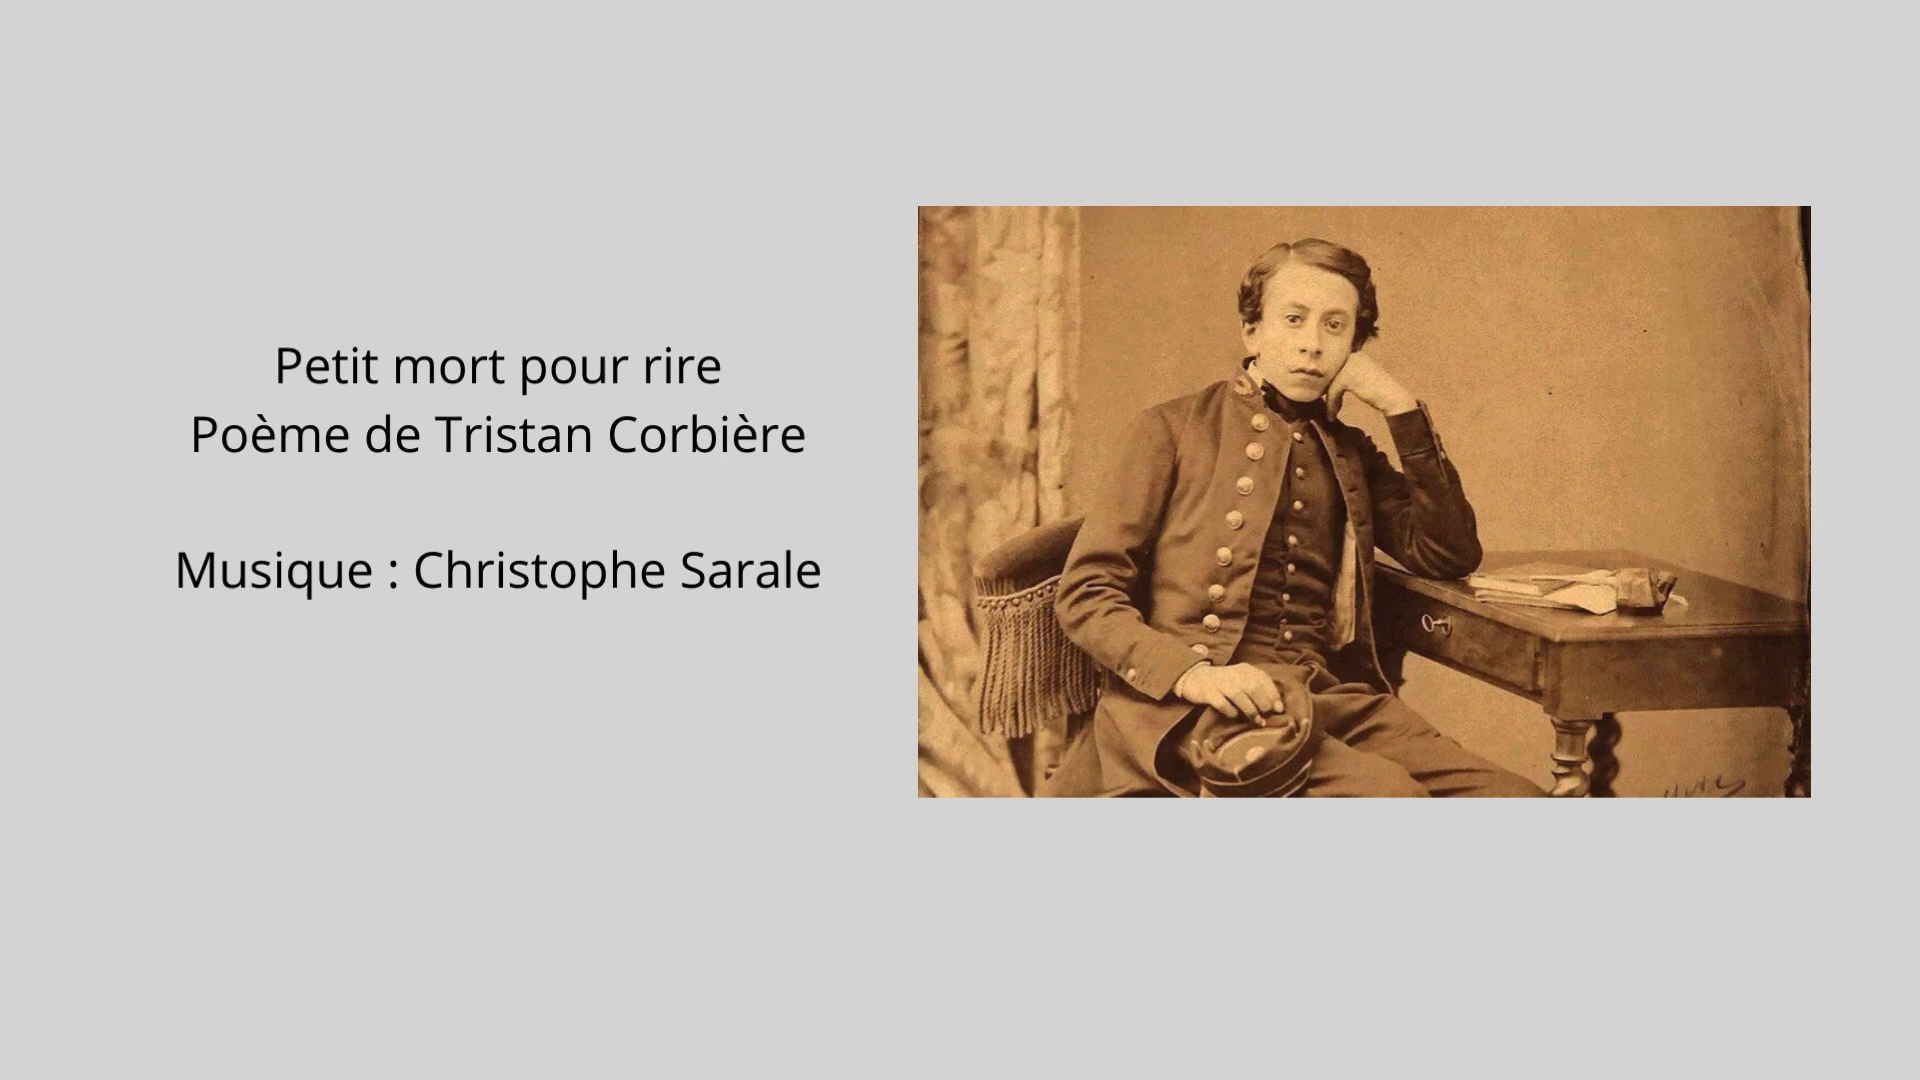 Petit mort pour rire
Poème de Tristan Corbière
Musique : Christophe Sarale